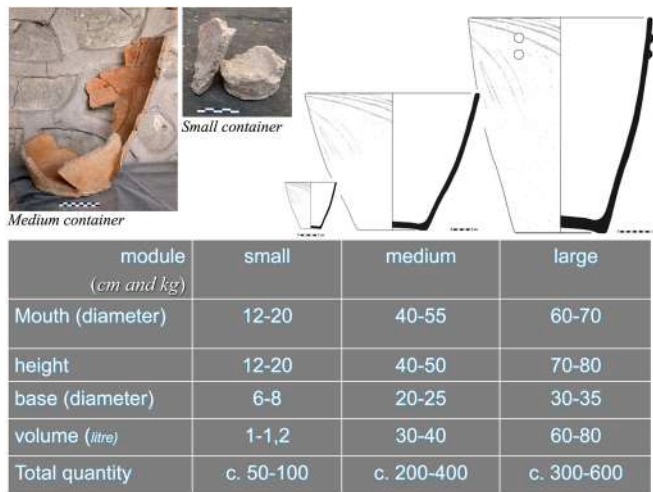 Small container
Medium container
module small medium large
(cm and kg)
Mouth (diameter) 12-20 40-55 60-70
height 12-20 40-50 70-80
base (diameter) 6-8 20-25 30-35
volume (litre) 1-1,2 30-40 60-80
Total quantity c. 50-100 c. 200-400 c. 300-600